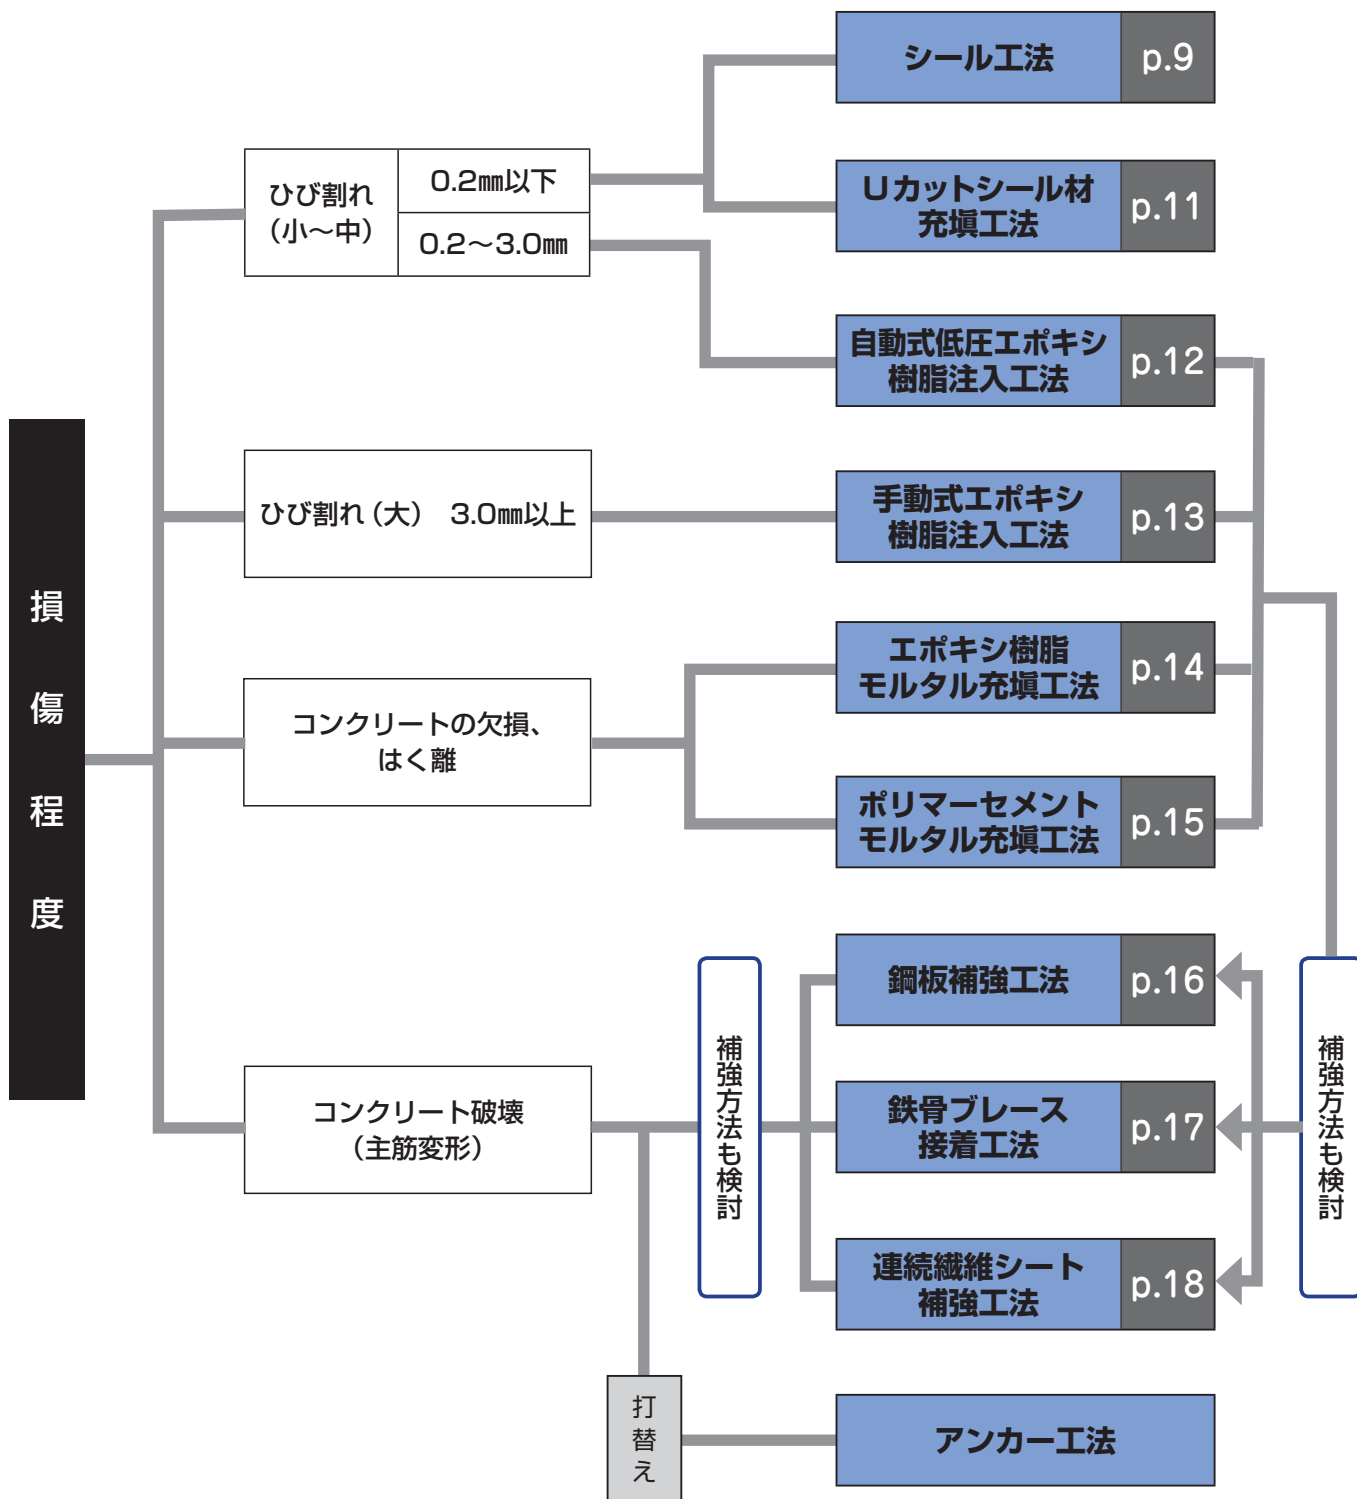 損傷程度
ひび割れ
（小～中）
0.2㎜以下
0.2～3.0㎜
ひび割れ（大） 3.0㎜以上
コンクリートの欠損、
はく離
コンクリート破壊
（主筋変形）
シール工法
p.9
Uカットシール材
充塡工法
p.11
自動式低圧エポキシ
樹脂注入工法
p.12
手動式エポキシ
樹脂注入工法
p.13
エポキシ樹脂
モルタル充塡工法
p.14
ポリマーセメント
モルタル充塡工法
p.15
補強方法も検討
鋼板補強工法
p.16
鉄骨ブレース
接着工法
p.17
連続繊維シート
補強工法
p.18
補強方法も検討
打替え
アンカー工法